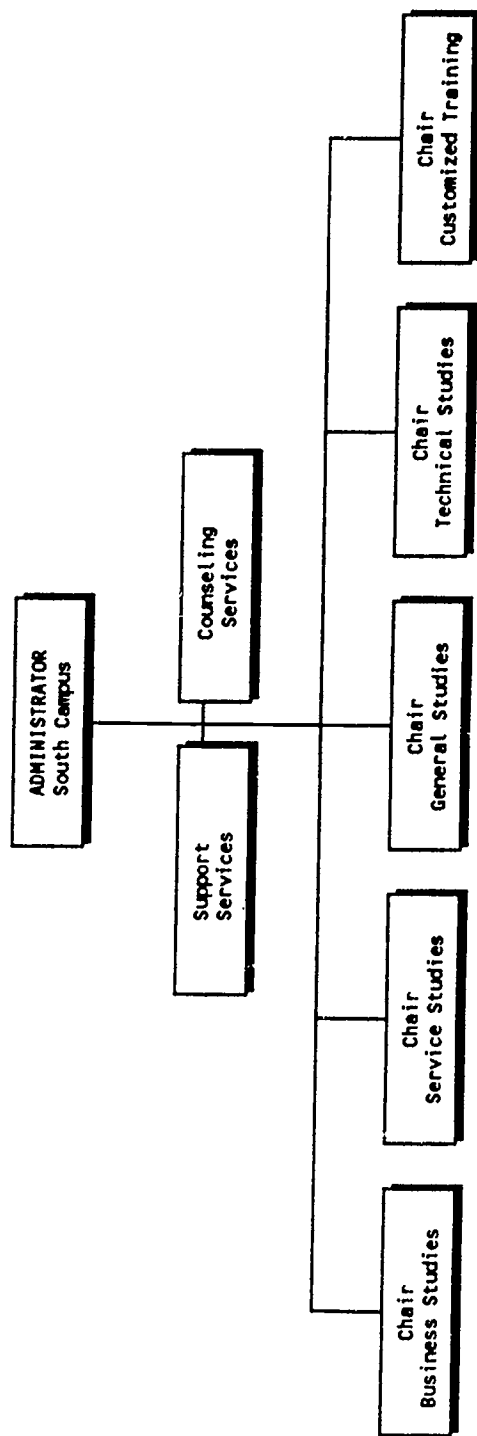 ADMINISTRATOR
South Campus
Support
Services
Counseling
Services
Chair
Business Studies
Chair
Service Studies
Chair
General Studies
Chair
Technical Studies
Chair
Customized Training